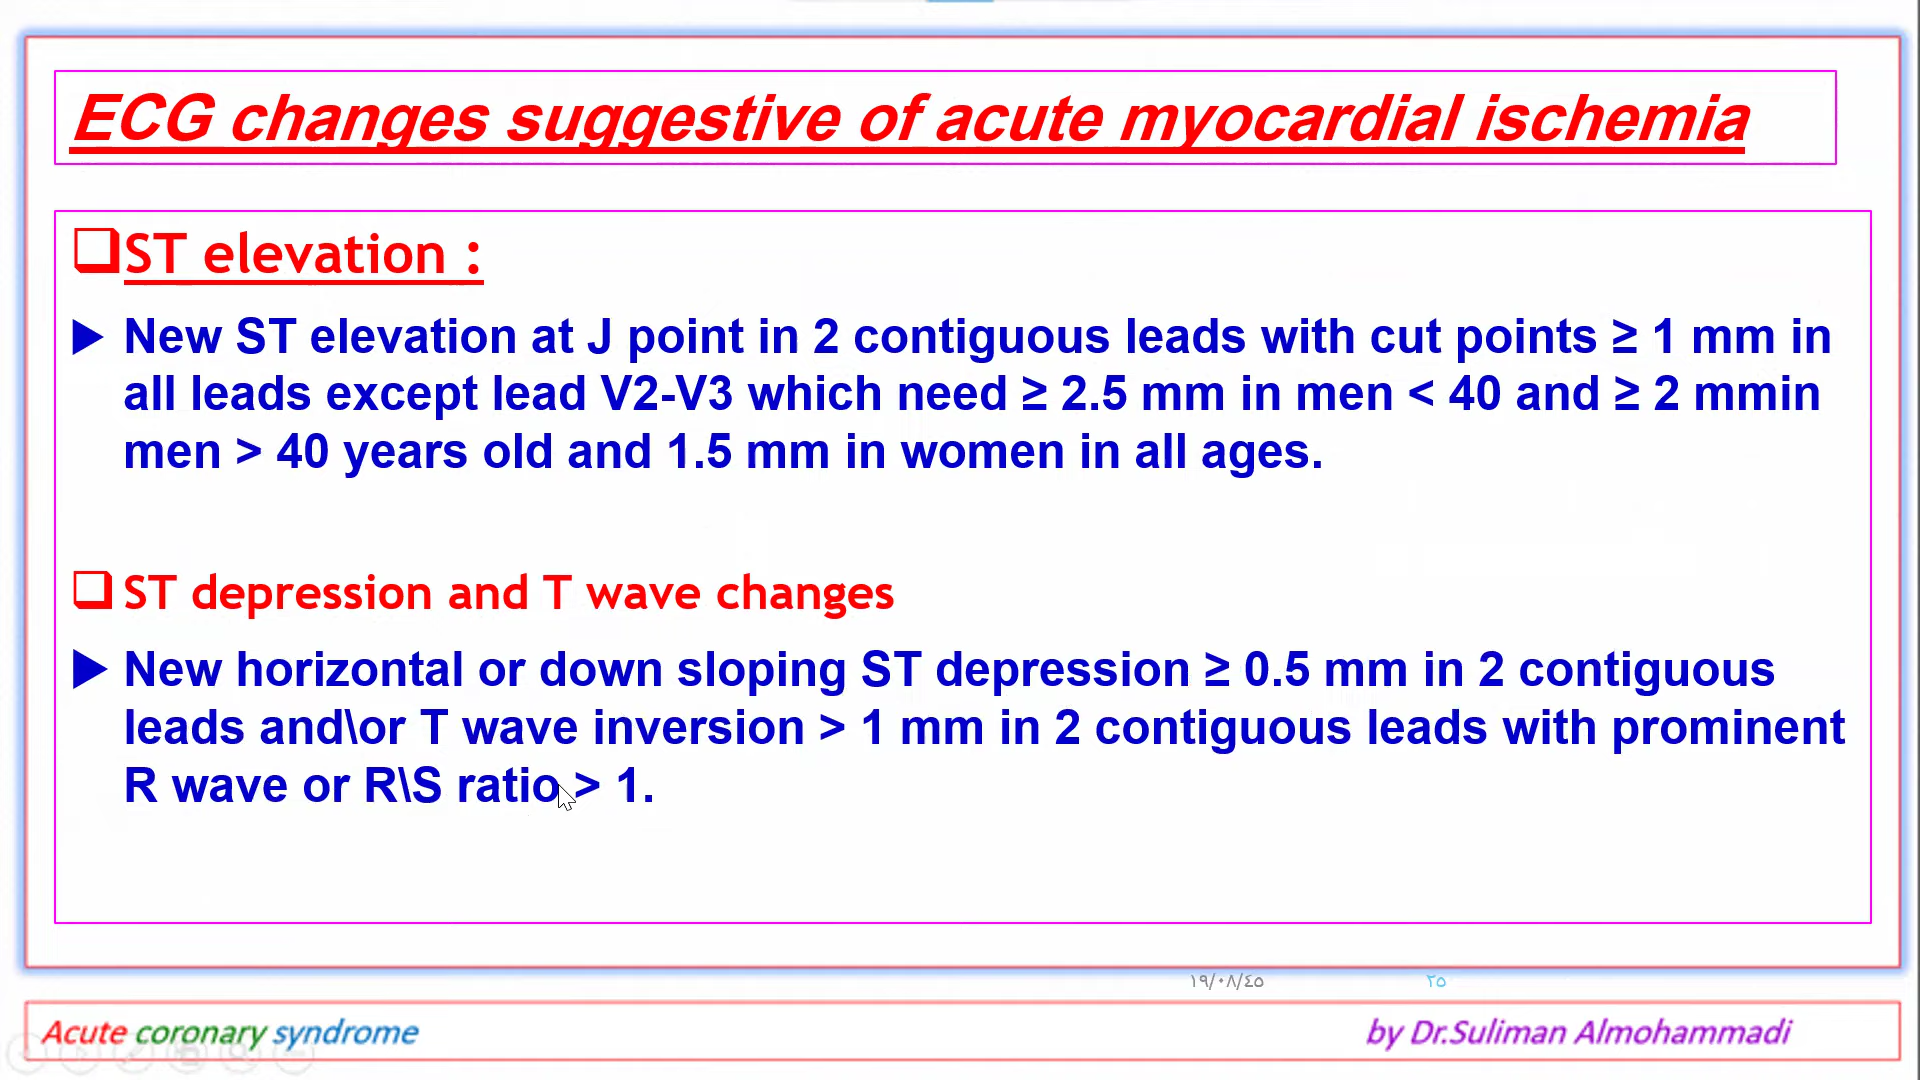 ECG changes suggestive of acute myocardial ischemia
ST elevation :
New ST elevation at J point in 2 contiguous leads with cut points ≥ 1 mm in
all leads except lead V2-V3 which need ≥ 2.5 mm in men < 40 and ≥ 2 mmin
men > 40 years old and 1.5 mm in women in all ages.
ST depression and T wave changes
New horizontal or down sloping ST depression ≥ 0.5 mm in 2 contiguous
leads and\or T wave inversion > 1 mm in 2 contiguous leads with prominent
R wave or R\S ratio > 1.
١٩/٠٨/٤٥ ٢٥
Acute coronary syndrome by Dr.Suliman Almohammadi